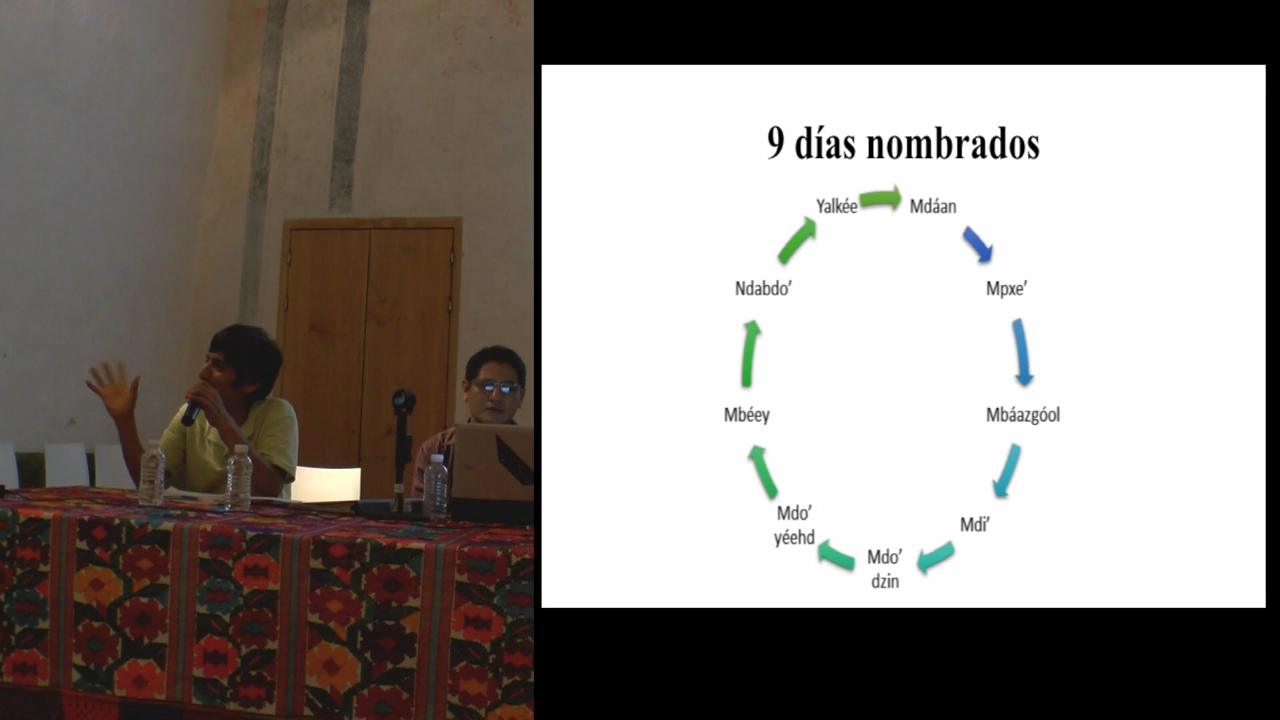 9 días nombrados
Yalkée
Mdáan
Mpxe’
Mbáazgóol
Mdi’
Mdo’
dzin
Mdo’
yéehd
Mbéey
Ndabdo’